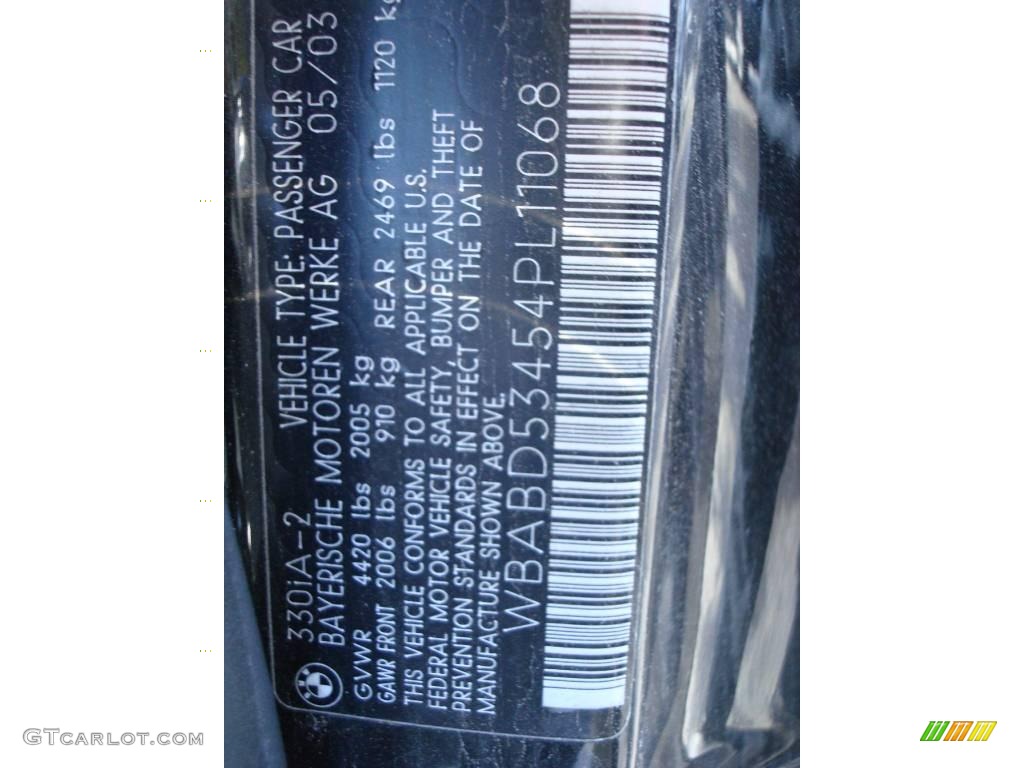 330iA-2 VEHICLE TYPE: PASSENGER CAR
BAYERISCHE MOTOREN WERKE AG 05/03
GVWR 4420 lbs 2005 kg
GAWR FRONT 2006 lbs 910 kg REAR 2469 lbs 1120 kg
THIS VEHICLE CONFORMS TO ALL APPLICABLE U.S.
FEDERAL MOTOR VEHICLE SAFETY, BUMPER AND THEFT
PREVENTION STANDARDS IN EFFECT ON THE DATE OF
MANUFACTURE SHOWN ABOVE.
WBABD53454PL11068
GTCarLot.com